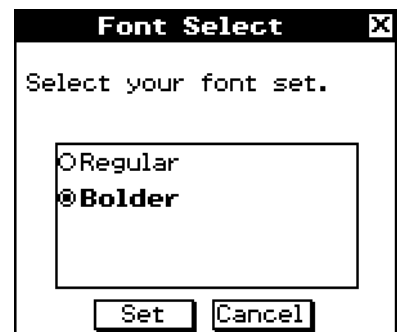 Font Select
Select your font set.
Regular
Bolder
Set Cancel